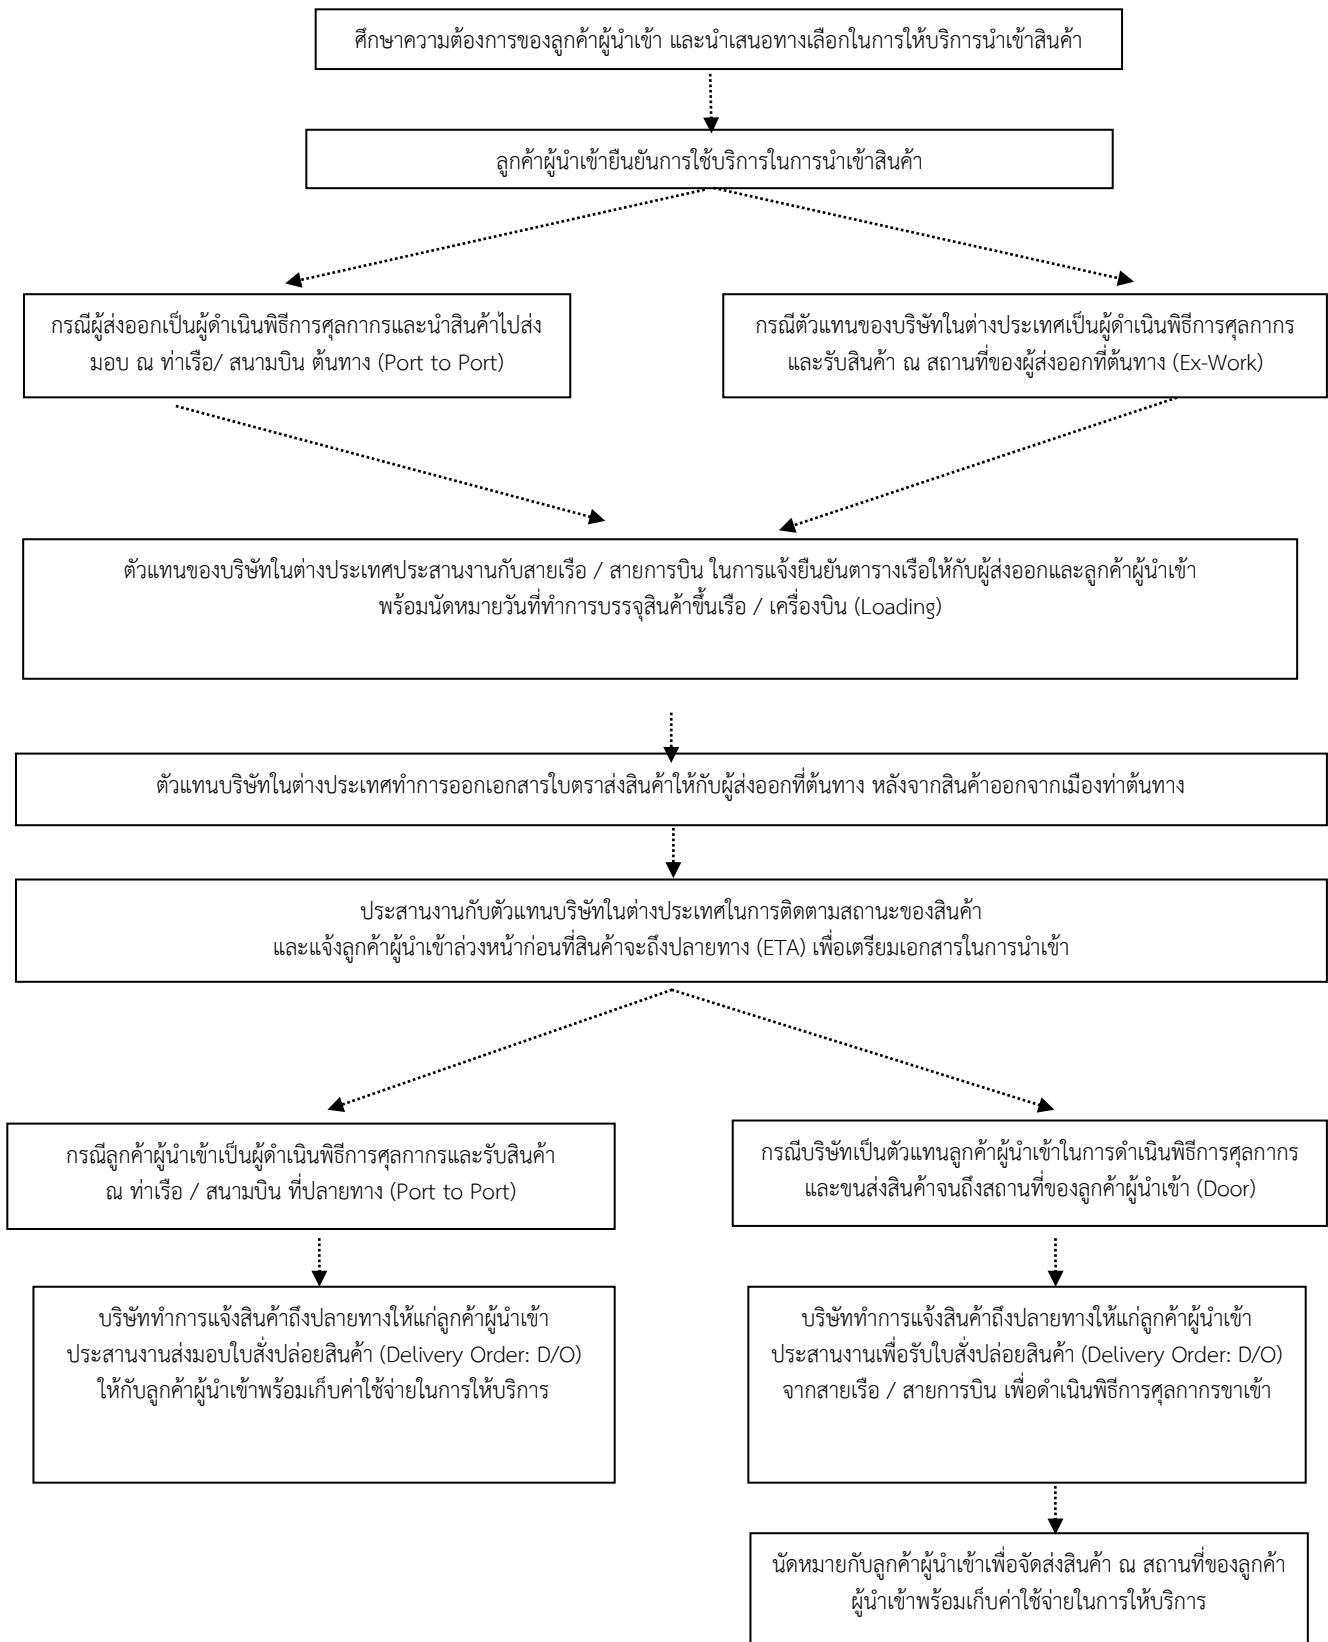 ศึกษาความต้องการของลูกค้าผู้นำเข้า และนำเสนอทางเลือกในการให้บริการนำเข้าสินค้า
ลูกค้าผู้นำเข้ายืนยันการใช้บริการในการนำเข้าสินค้า
กรณีผู้ส่งออกเป็นผู้ดำเนินพิธีการศุลกากรและนำสินค้าไปส่ง
มอบ ณ ท่าเรือ/ สนามบิน ต้นทาง (Port to Port)
กรณีตัวแทนของบริษัทในต่างประเทศเป็นผู้ดำเนินพิธีการศุลกากร
และรับสินค้า ณ สถานที่ของผู้ส่งออกที่ต้นทาง (Ex-Work)
ตัวแทนของบริษัทในต่างประเทศประสานงานกับสายเรือ / สายการบิน ในการแจ้งยืนยันตารางเรือให้กับผู้ส่งออกและลูกค้าผู้นำเข้า
พร้อมนัดหมายวันที่ทำการบรรจุสินค้าขึ้นเรือ / เครื่องบิน (Loading)
ตัวแทนบริษัทในต่างประเทศทำการออกเอกสารใบตราส่งสินค้าให้กับผู้ส่งออกที่ต้นทาง หลังจากสินค้าออกจากเมืองท่าต้นทาง
ประสานงานกับตัวแทนบริษัทในต่างประเทศในการติดตามสถานะของสินค้า
และแจ้งลูกค้าผู้นำเข้าล่วงหน้าก่อนที่สินค้าจะถึงปลายทาง (ETA) เพื่อเตรียมเอกสารในการนำเข้า
กรณีลูกค้าผู้นำเข้าเป็นผู้ดำเนินพิธีการศุลกากรและรับสินค้า
ณ ท่าเรือ / สนามบิน ที่ปลายทาง (Port to Port)
กรณีบริษัทเป็นตัวแทนลูกค้าผู้นำเข้าในการดำเนินพิธีการศุลกากร
และขนส่งสินค้าจนถึงสถานที่ของลูกค้าผู้นำเข้า (Door)
บริษัททำการแจ้งสินค้าถึงปลายทางให้แก่ลูกค้าผู้นำเข้า
ประสานงานส่งมอบใบสั่งปล่อยสินค้า (Delivery Order: D/O)
ให้กับลูกค้าผู้นำเข้าพร้อมเก็บค่าใช้จ่ายในการให้บริการ
บริษัททำการแจ้งสินค้าถึงปลายทางให้แก่ลูกค้าผู้นำเข้า
ประสานงานเพื่อรับใบสั่งปล่อยสินค้า (Delivery Order: D/O)
จากสายเรือ / สายการบิน เพื่อดำเนินพิธีการศุลกากรขาเข้า
นัดหมายกับลูกค้าผู้นำเข้าเพื่อจัดส่งสินค้า ณ สถานที่ของลูกค้า
ผู้นำเข้าพร้อมเก็บค่าใช้จ่ายในการให้บริการ